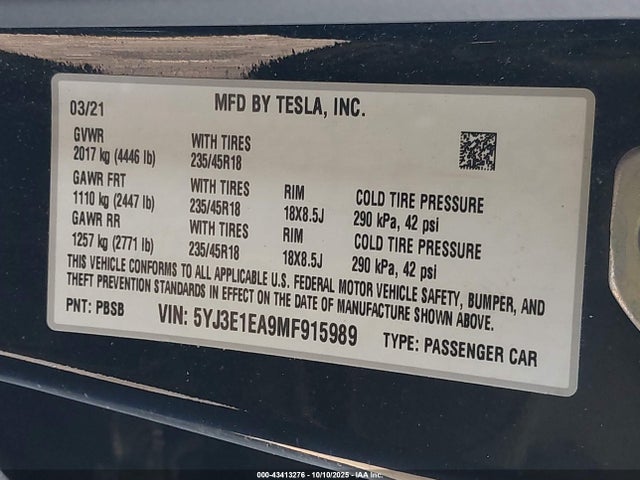 03/21 MFD BY TESLA, INC.
GVWR
2017 kg (4446 lb) WITH TIRES 235/45R18
GAWR FRT
1110 kg (2447 lb) WITH TIRES 235/45R18 RIM 18X8.5J COLD TIRE PRESSURE 290 kPa, 42 psi
GAWR RR
1257 kg (2771 lb) WITH TIRES 235/45R18 RIM 18X8.5J COLD TIRE PRESSURE 290 kPa, 42 psi
THIS VEHICLE CONFORMS TO ALL APPLICABLE U.S. FEDERAL MOTOR VEHICLE SAFETY, BUMPER, AND
THEFT PREVENTION STANDARDS IN EFFECT ON THE DATE OF MANUFACTURE SHOWN ABOVE.
PNT: PBSB VIN: 5YJ3E1EA9MF915989 TYPE: PASSENGER CAR
000-43413276 - 10/10/2025 - IAA Inc.